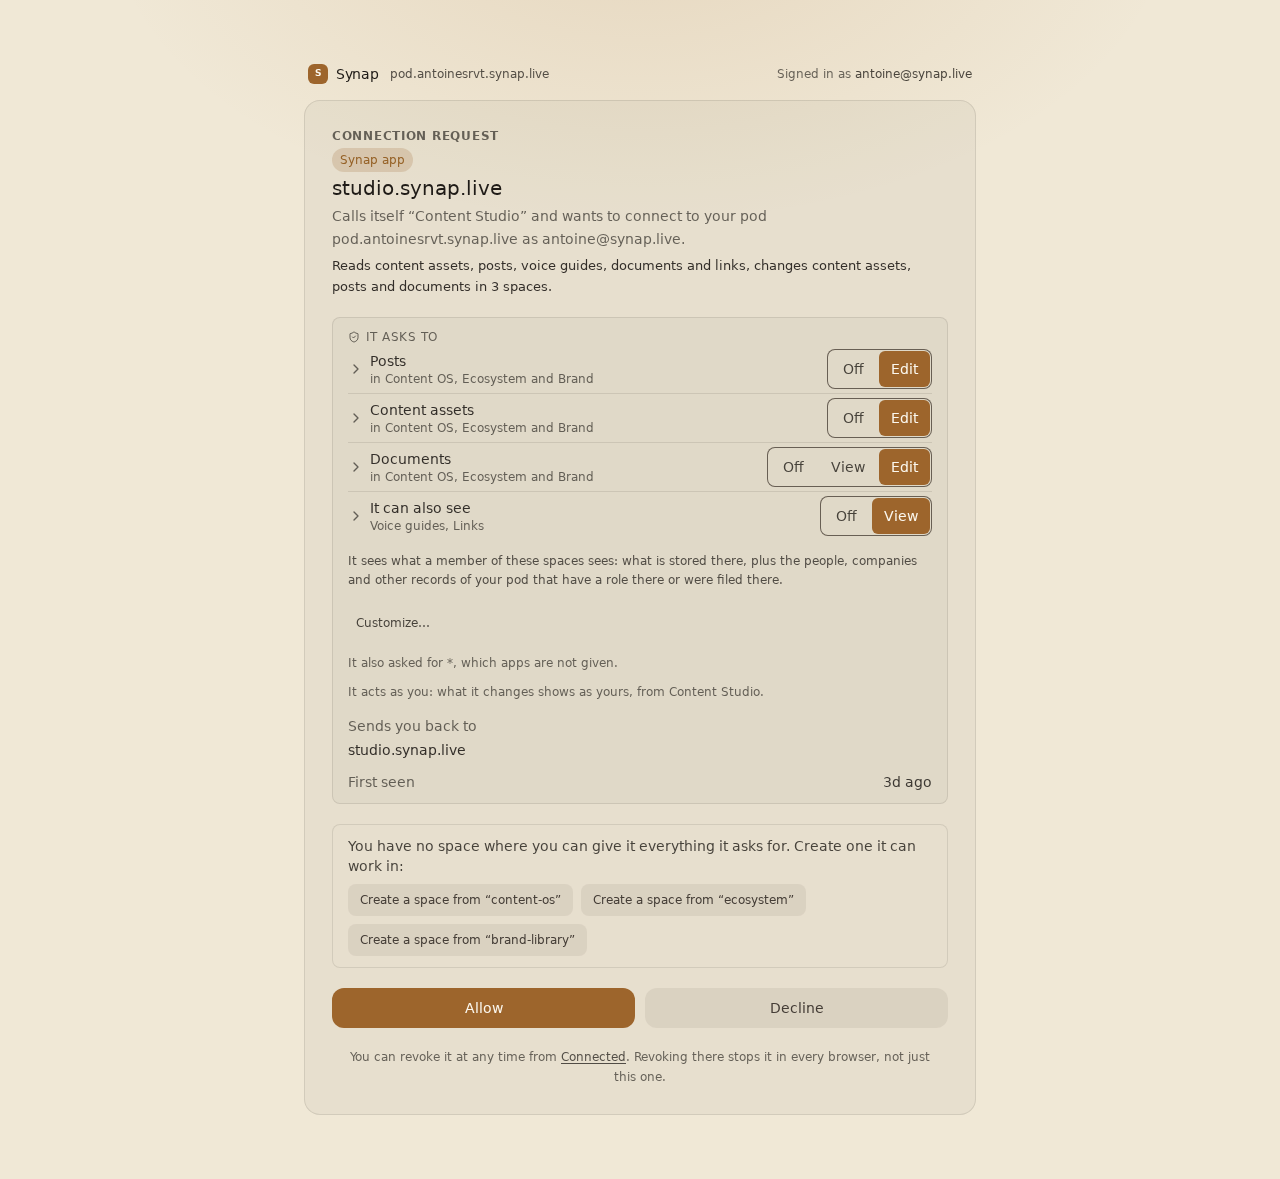 S Synap pod.antoinesrvt.synap.live Signed in as antoine@synap.live
CONNECTION REQUEST
Synap app
studio.synap.live
Calls itself “Content Studio” and wants to connect to your pod
pod.antoinesrvt.synap.live as antoine@synap.live.
Reads content assets, posts, voice guides, documents and links, changes content assets,
posts and documents in 3 spaces.
IT ASKS TO
Posts
in Content OS, Ecosystem and Brand
Off Edit
Content assets
in Content OS, Ecosystem and Brand
Off Edit
Documents
in Content OS, Ecosystem and Brand
Off View Edit
It can also see
Voice guides, Links
Off View
It sees what a member of these spaces sees: what is stored there, plus the people, companies
and other records of your pod that have a role there or were filed there.
Customize...
It also asked for *, which apps are not given.
It acts as you: what it changes shows as yours, from Content Studio.
Sends you back to
studio.synap.live
First seen 3d ago
You have no space where you can give it everything it asks for. Create one it can
work in:
Create a space from “content-os” Create a space from “ecosystem”
Create a space from “brand-library”
Allow Decline
You can revoke it at any time from Connected. Revoking there stops it in every browser, not just
this one.